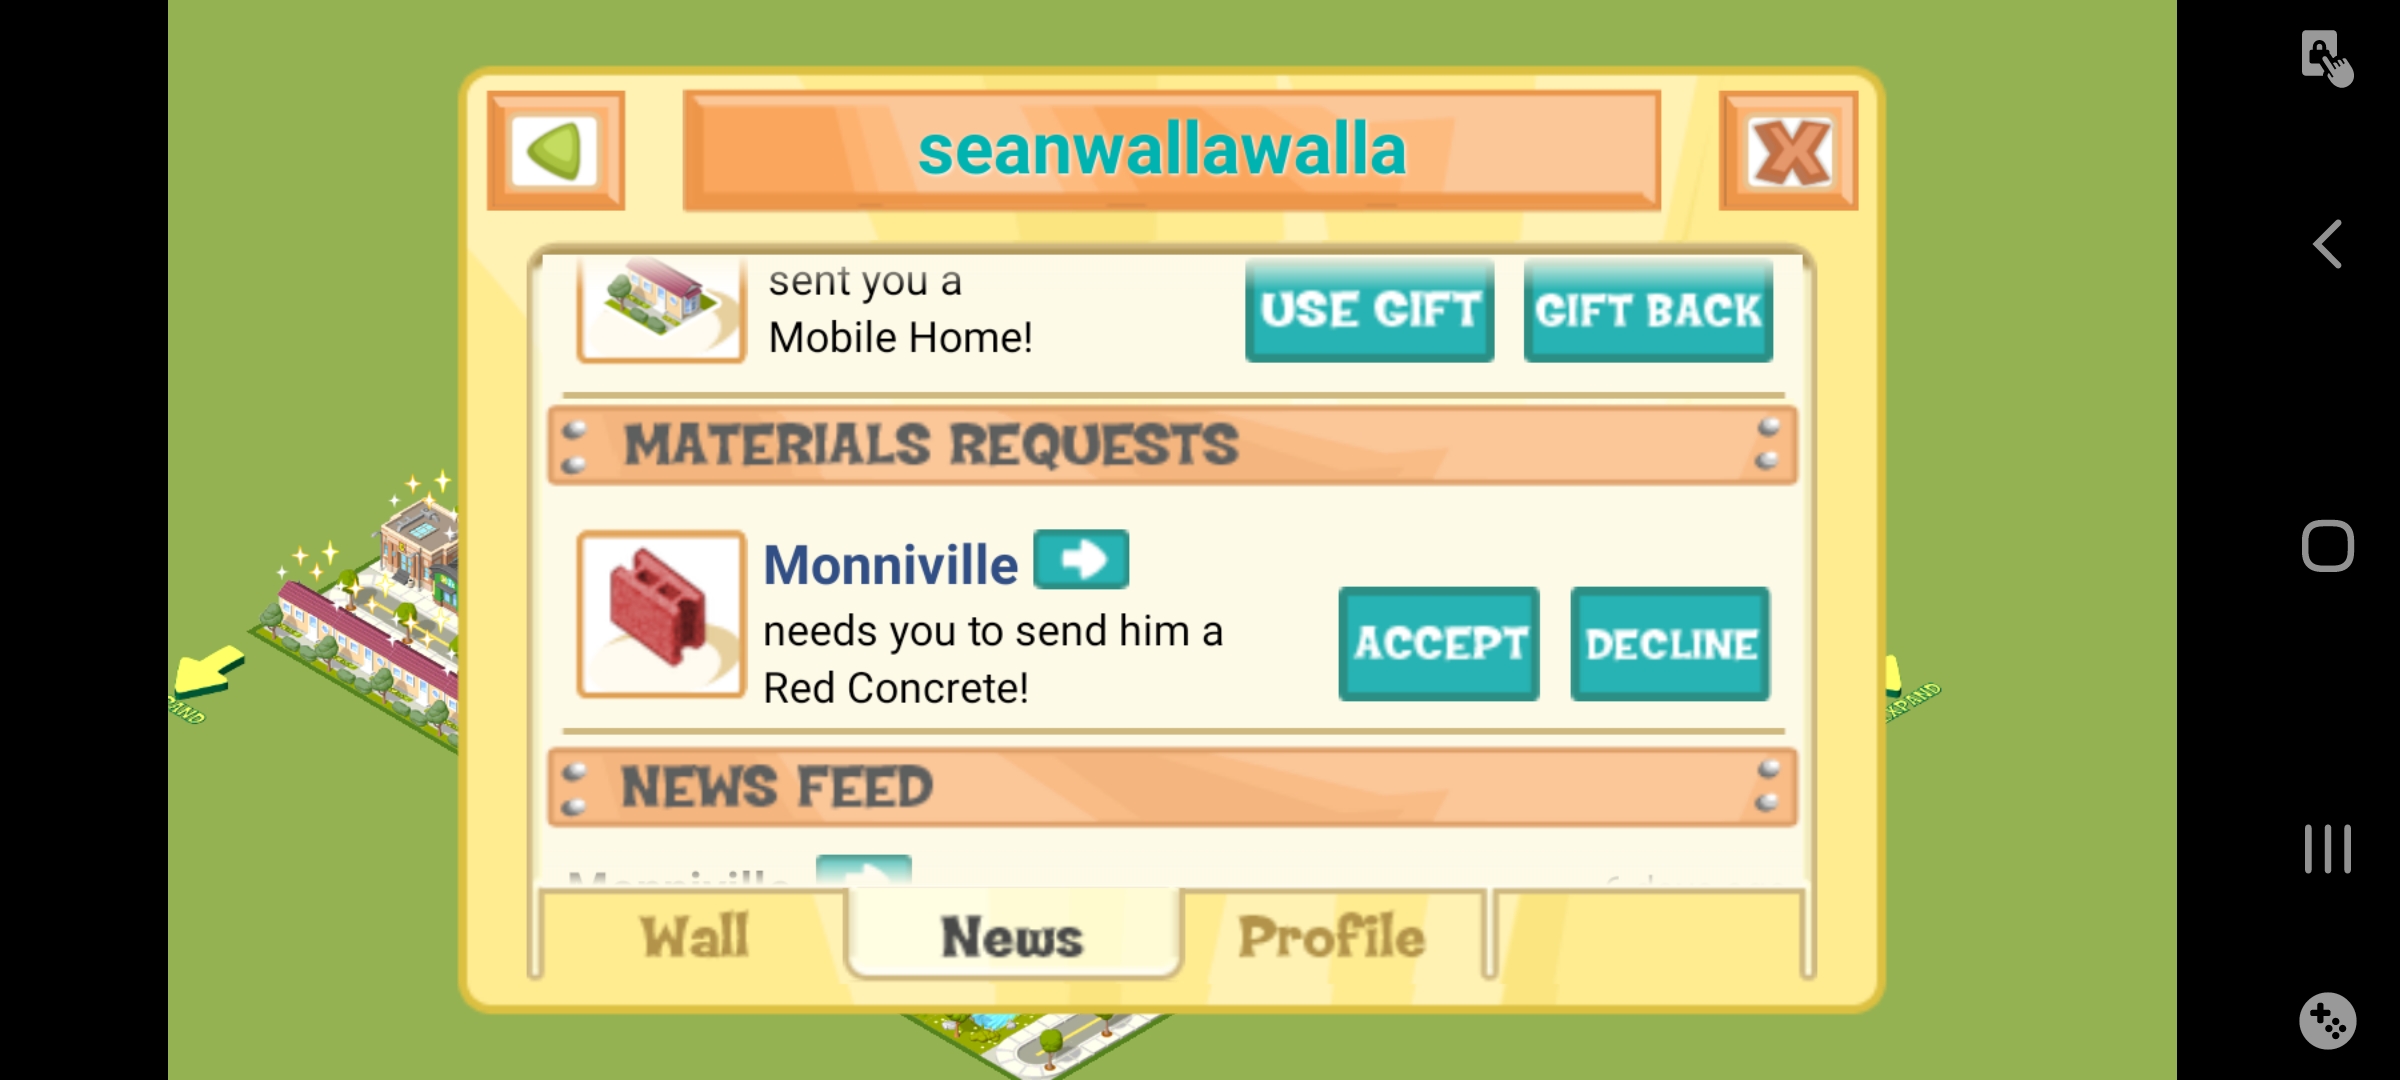 seanwallawalla
sent you a
Mobile Home!
USE GIFT
GIFT BACK
MATERIALS REQUESTS
Monniville
needs you to send him a
Red Concrete!
ACCEPT
DECLINE
NEWS FEED
Monniville
Wall
News
Profile